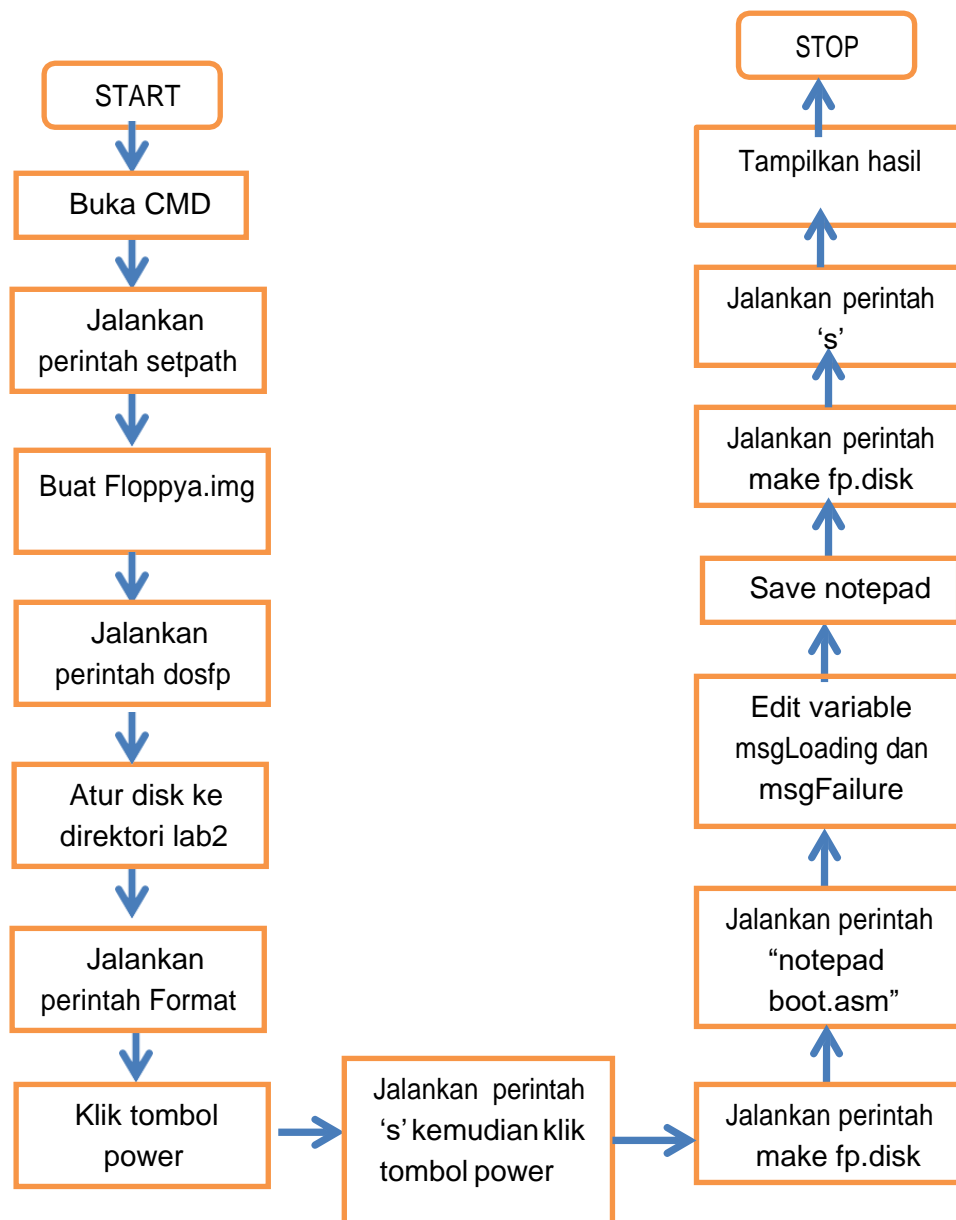 START
Buka CMD
Jalankan
perintah setpath
Buat Floppya.img
Jalankan
perintah dosfp
Atur disk ke
direktori lab2
Jalankan
perintah Format
Klik tombol
power
Jalankan perintah
‘s’ kemudian klik
tombol power
Jalankan perintah
make fp.disk
Jalankan perintah
“notepad
boot.asm”
Edit variable
msgLoading dan
msgFailure
Save notepad
Jalankan perintah
make fp.disk
Jalankan perintah
‘s’
Tampilkan hasil
STOP